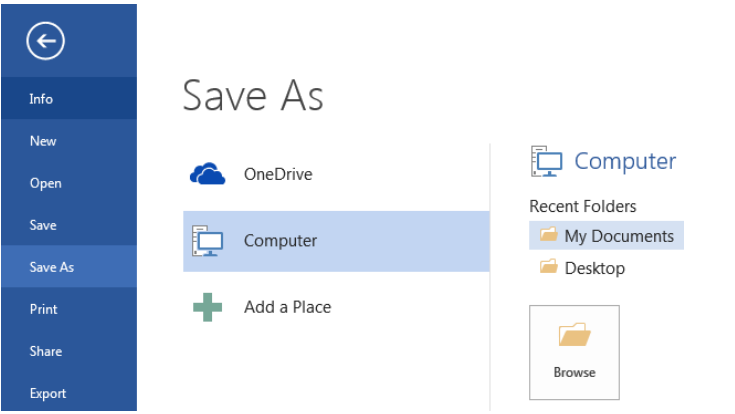 Info
New
Open
Save
Save As
Print
Share
Export
Save As
OneDrive
Computer
Add a Place
Computer
Recent Folders
My Documents
Desktop
Browse